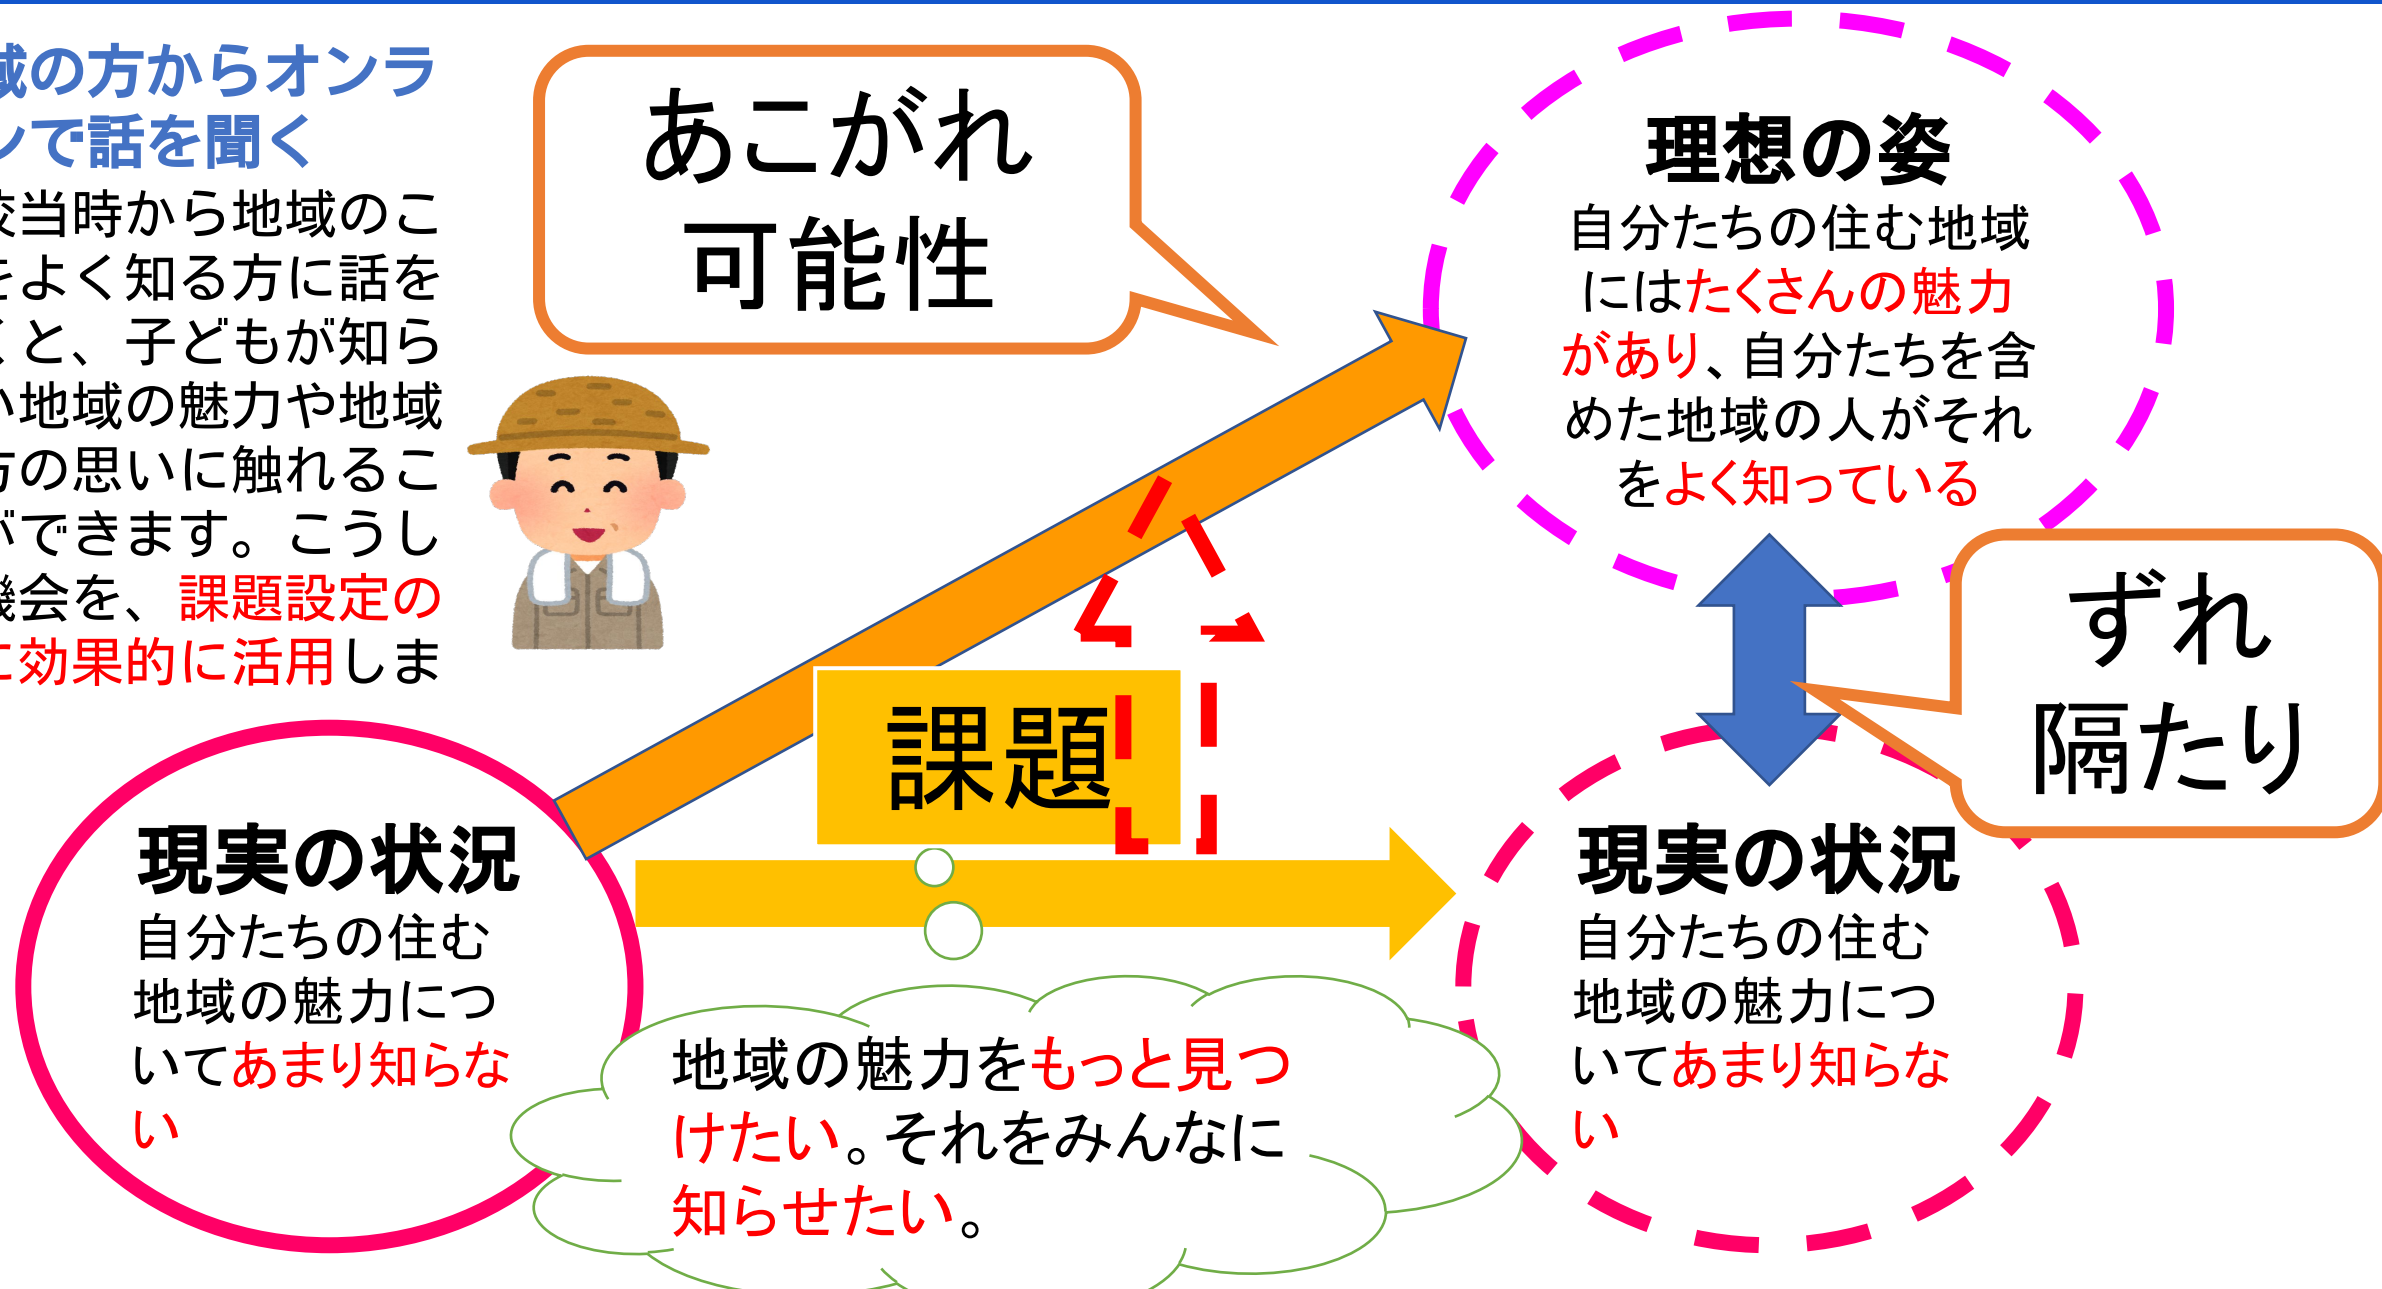 域の方からオンラ
ンで話を聞く
校当時から地域のこ
をよく知る方に話を
くと、子どもが知ら
い地域の魅力や地域
方の思いに触れるこ
ができます。こうし
機会を、課題設定の
に効果的に活用しま
あこがれ
可能性
理想の姿
自分たちの住む地域
にはたくさんの魅力
があり、自分たちを含
めた地域の人がそれ
をよく知っている
ずれ
隔たり
課題
現実の状況
自分たちの住む
地域の魅力につ
いてあまり知らな
い
地域の魅力をもっと見つ
けたい。それをみんなに
知らせたい。
現実の状況
自分たちの住む
地域の魅力につ
いてあまり知らな
い